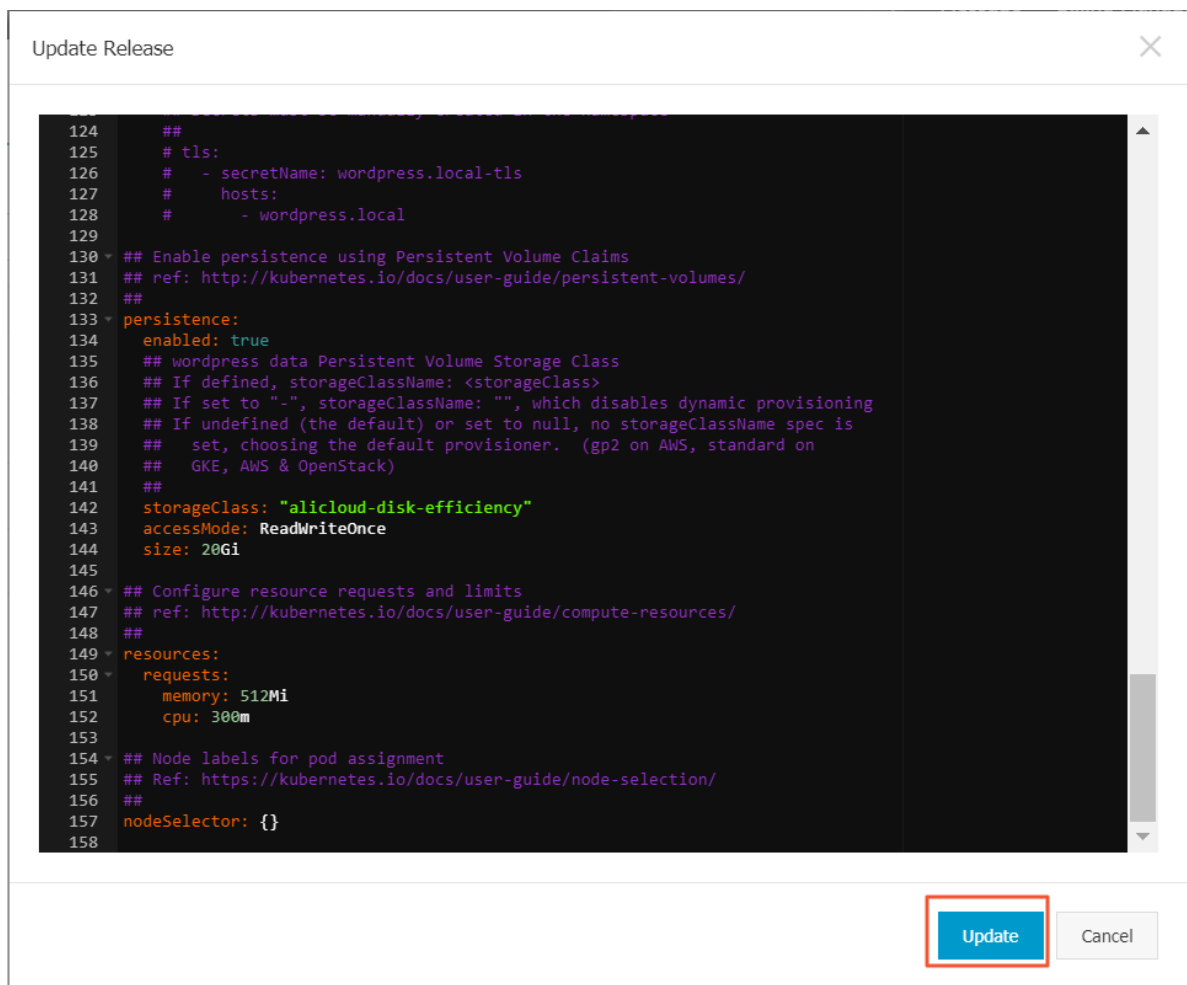 Update Release
124 ##
125 # tls:
126 #   - secretName: wordpress.local-tls
127 #     hosts:
128 #       - wordpress.local
129
130 ## Enable persistence using Persistent Volume Claims
131 ## ref: http://kubernetes.io/docs/user-guide/persistent-volumes/
132 ##
133 persistence:
134   enabled: true
135   ## wordpress data Persistent Volume Storage Class
136   ## If defined, storageClassName: <storageClass>
137   ## If set to "-", storageClassName: "", which disables dynamic provisioning
138   ## If undefined (the default) or set to null, no storageClassName spec is
139   ##   set, choosing the default provisioner.  (gp2 on AWS, standard on
140   ##   GKE, AWS & OpenStack)
141   ##
142   storageClass: "alicloud-disk-efficiency"
143   accessMode: ReadWriteOnce
144   size: 20Gi
145
146 ## Configure resource requests and limits
147 ## ref: http://kubernetes.io/docs/user-guide/compute-resources/
148 ##
149 resources:
150   requests:
151     memory: 512Mi
152     cpu: 300m
153
154 ## Node labels for pod assignment
155 ## Ref: https://kubernetes.io/docs/user-guide/node-selection/
156 ##
157 nodeSelector: {}
158
Update Cancel